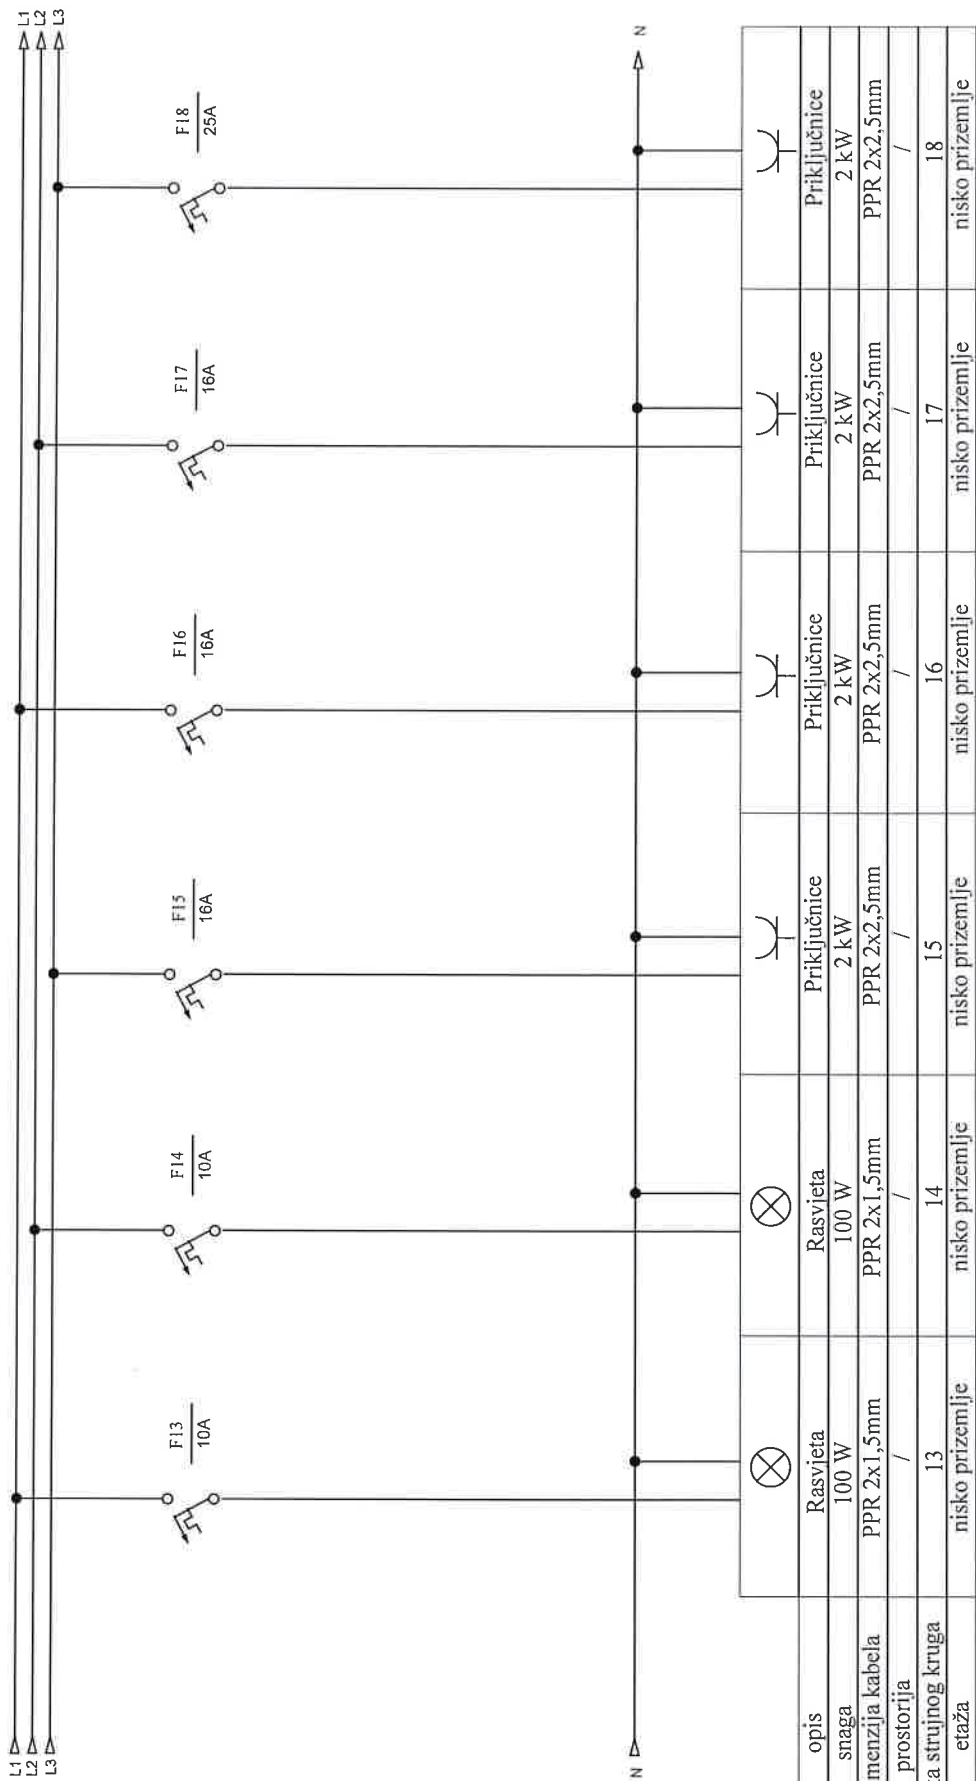 L1
L2
L3
L1
L2
L3
F13
10A
F14
10A
F15
16A
F16
16A
F17
16A
F18
25A
N
N
opis Rasvjeta Rasvjeta Priključnice Priključnice Priključnice Priključnice
snaga 100 W 100 W 2 kW 2 kW 2 kW 2 kW
menzija kabela PPR 2x1,5mm PPR 2x1,5mm PPR 2x2,5mm PPR 2x2,5mm PPR 2x2,5mm PPR 2x2,5mm
prostorija / / / / / /
a strujnog kruga 13 14 15 16 17 18
etaža nisko prizemlje nisko prizemlje nisko prizemlje nisko prizemlje nisko prizemlje nisko prizemlje